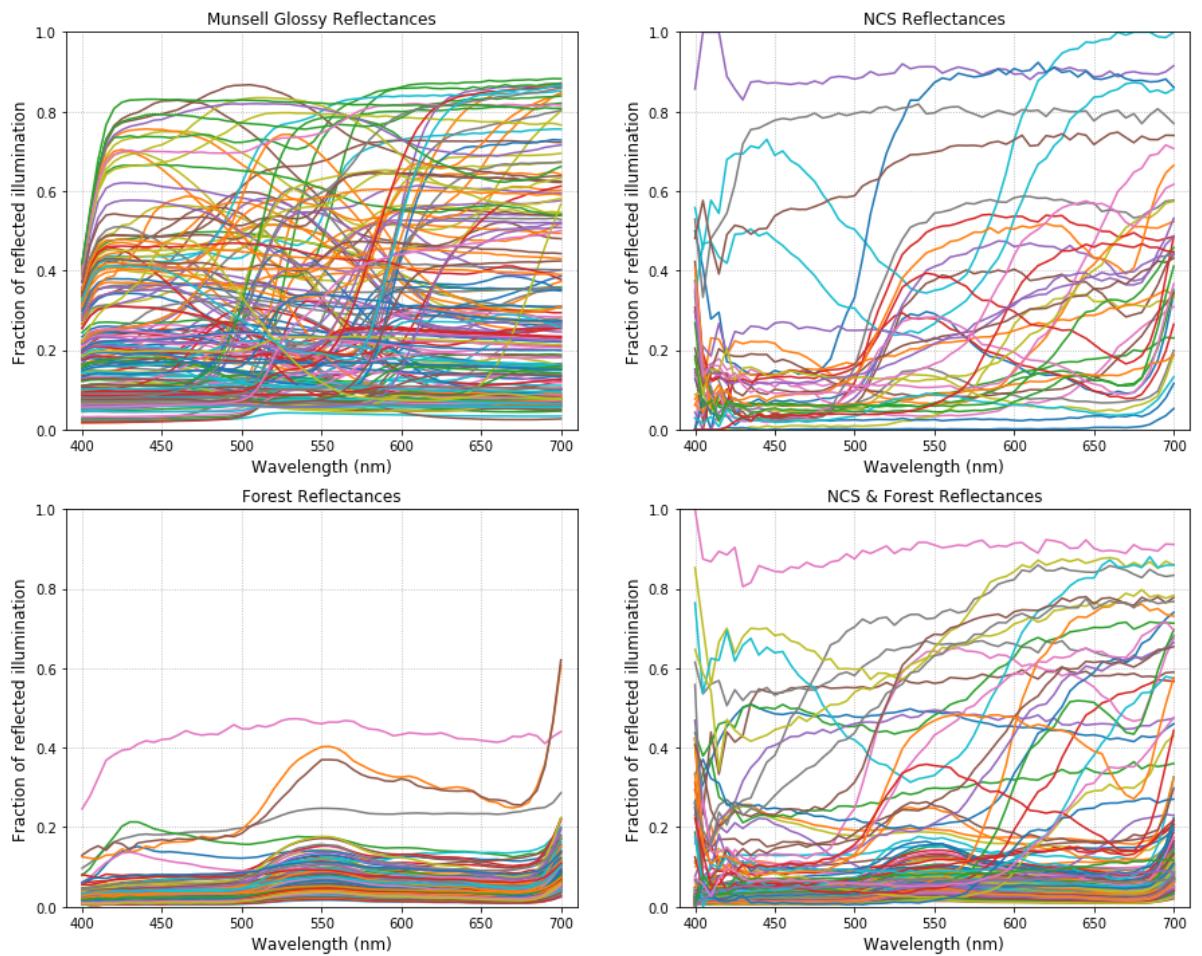 Munsell Glossy Reflectances
Fraction of reflected illumination
1.0
0.8
0.6
0.4
0.2
0.0
400 450 500 550 600 650 700
Wavelength (nm)
NCS Reflectances
Fraction of reflected illumination
1.0
0.8
0.6
0.4
0.2
0.0
400 450 500 550 600 650 700
Wavelength (nm)
Forest Reflectances
Fraction of reflected illumination
1.0
0.8
0.6
0.4
0.2
0.0
400 450 500 550 600 650 700
Wavelength (nm)
NCS & Forest Reflectances
Fraction of reflected illumination
1.0
0.8
0.6
0.4
0.2
0.0
400 450 500 550 600 650 700
Wavelength (nm)